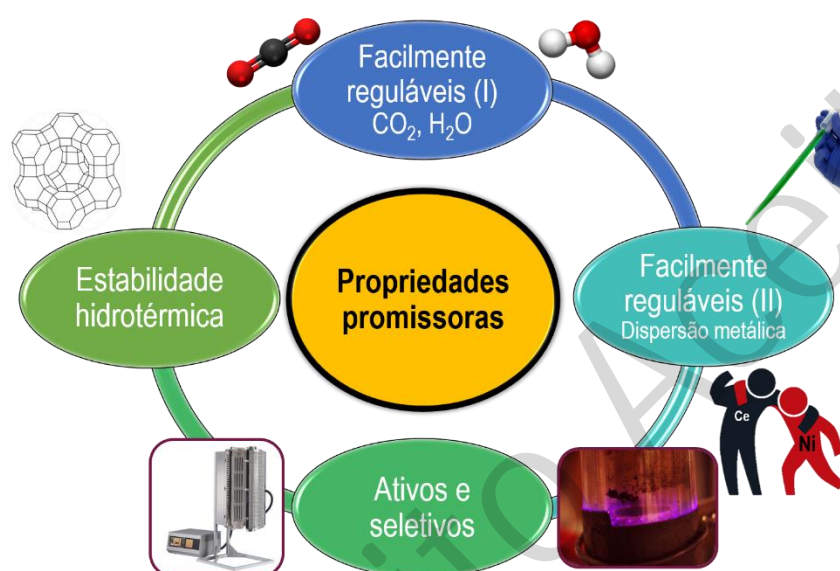 Facilmente
reguláveis (I)
CO₂, H₂O
Estabilidade
hidrotérmica
Propriedades
promissoras
Facilmente
reguláveis (II)
Dispersão metálica
Ce
Ni
Ativos e
seletivos